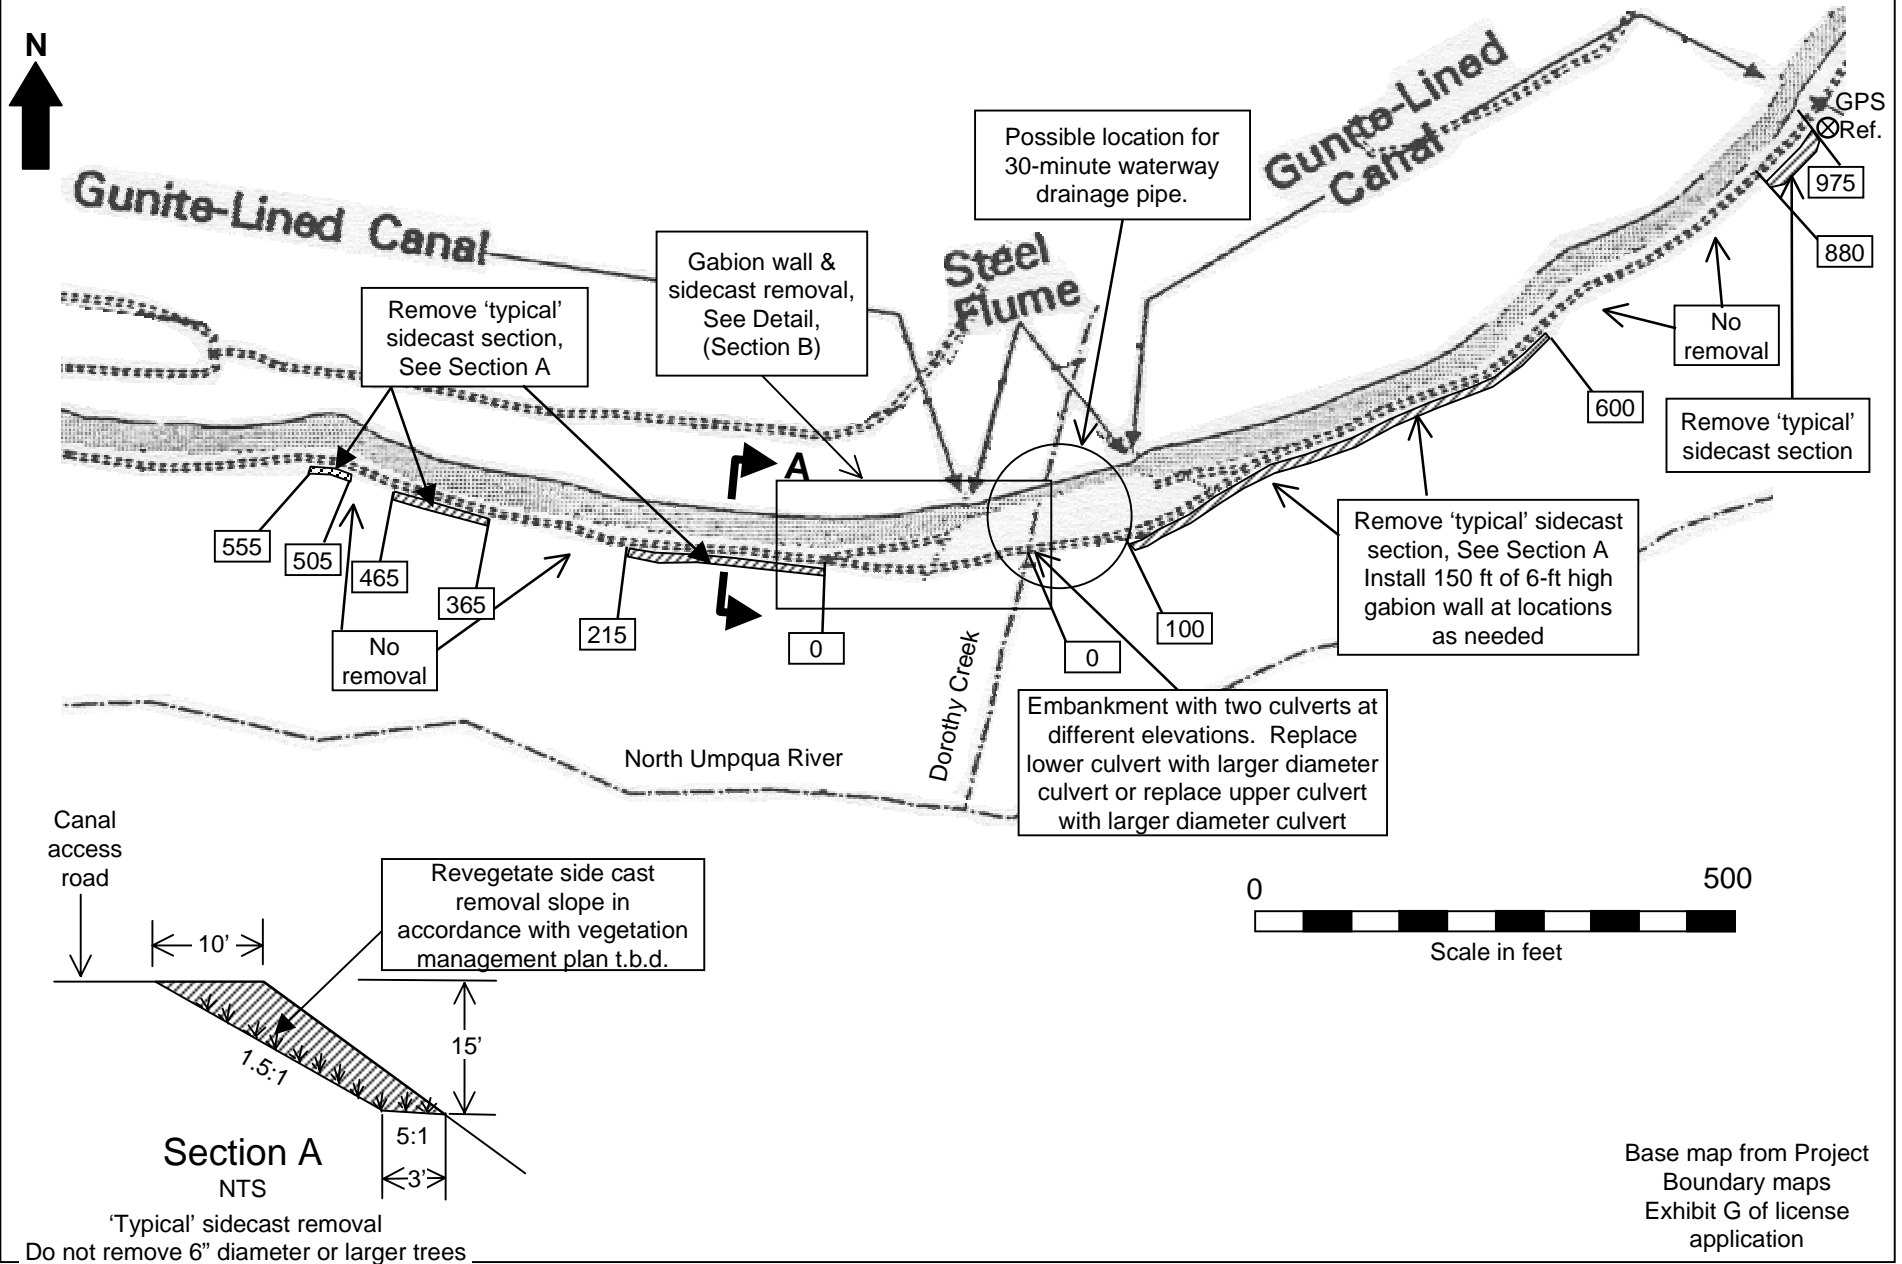 N
Gunite-Lined Canal
Remove ‘typical’
sidecast section,
See Section A
Gabion wall &
sidecast removal,
See Detail,
(Section B)
Steel
Flume
Possible location for
30-minute waterway
drainage pipe.
Gunite-Lined
Canal
GPS
Ref.
975
880
No
removal
600
Remove ‘typical’
sidecast section
A
555
505
465
365
215
0
No
removal
0
100
Remove ‘typical’ sidecast
section, See Section A
Install 150 ft of 6-ft high
gabion wall at locations
as needed
Dorothy Creek
North Umpqua River
Embankment with two culverts at
different elevations. Replace
lower culvert with larger diameter
culvert or replace upper culvert
with larger diameter culvert
Canal
access
road
10’
Revegetate side cast
removal slope in
accordance with vegetation
management plan t.b.d.
15’
1.5:1
5:1
3’
Section A
NTS
‘Typical’ sidecast removal
Do not remove 6” diameter or larger trees
0 500
Scale in feet
Base map from Project
Boundary maps
Exhibit G of license
application